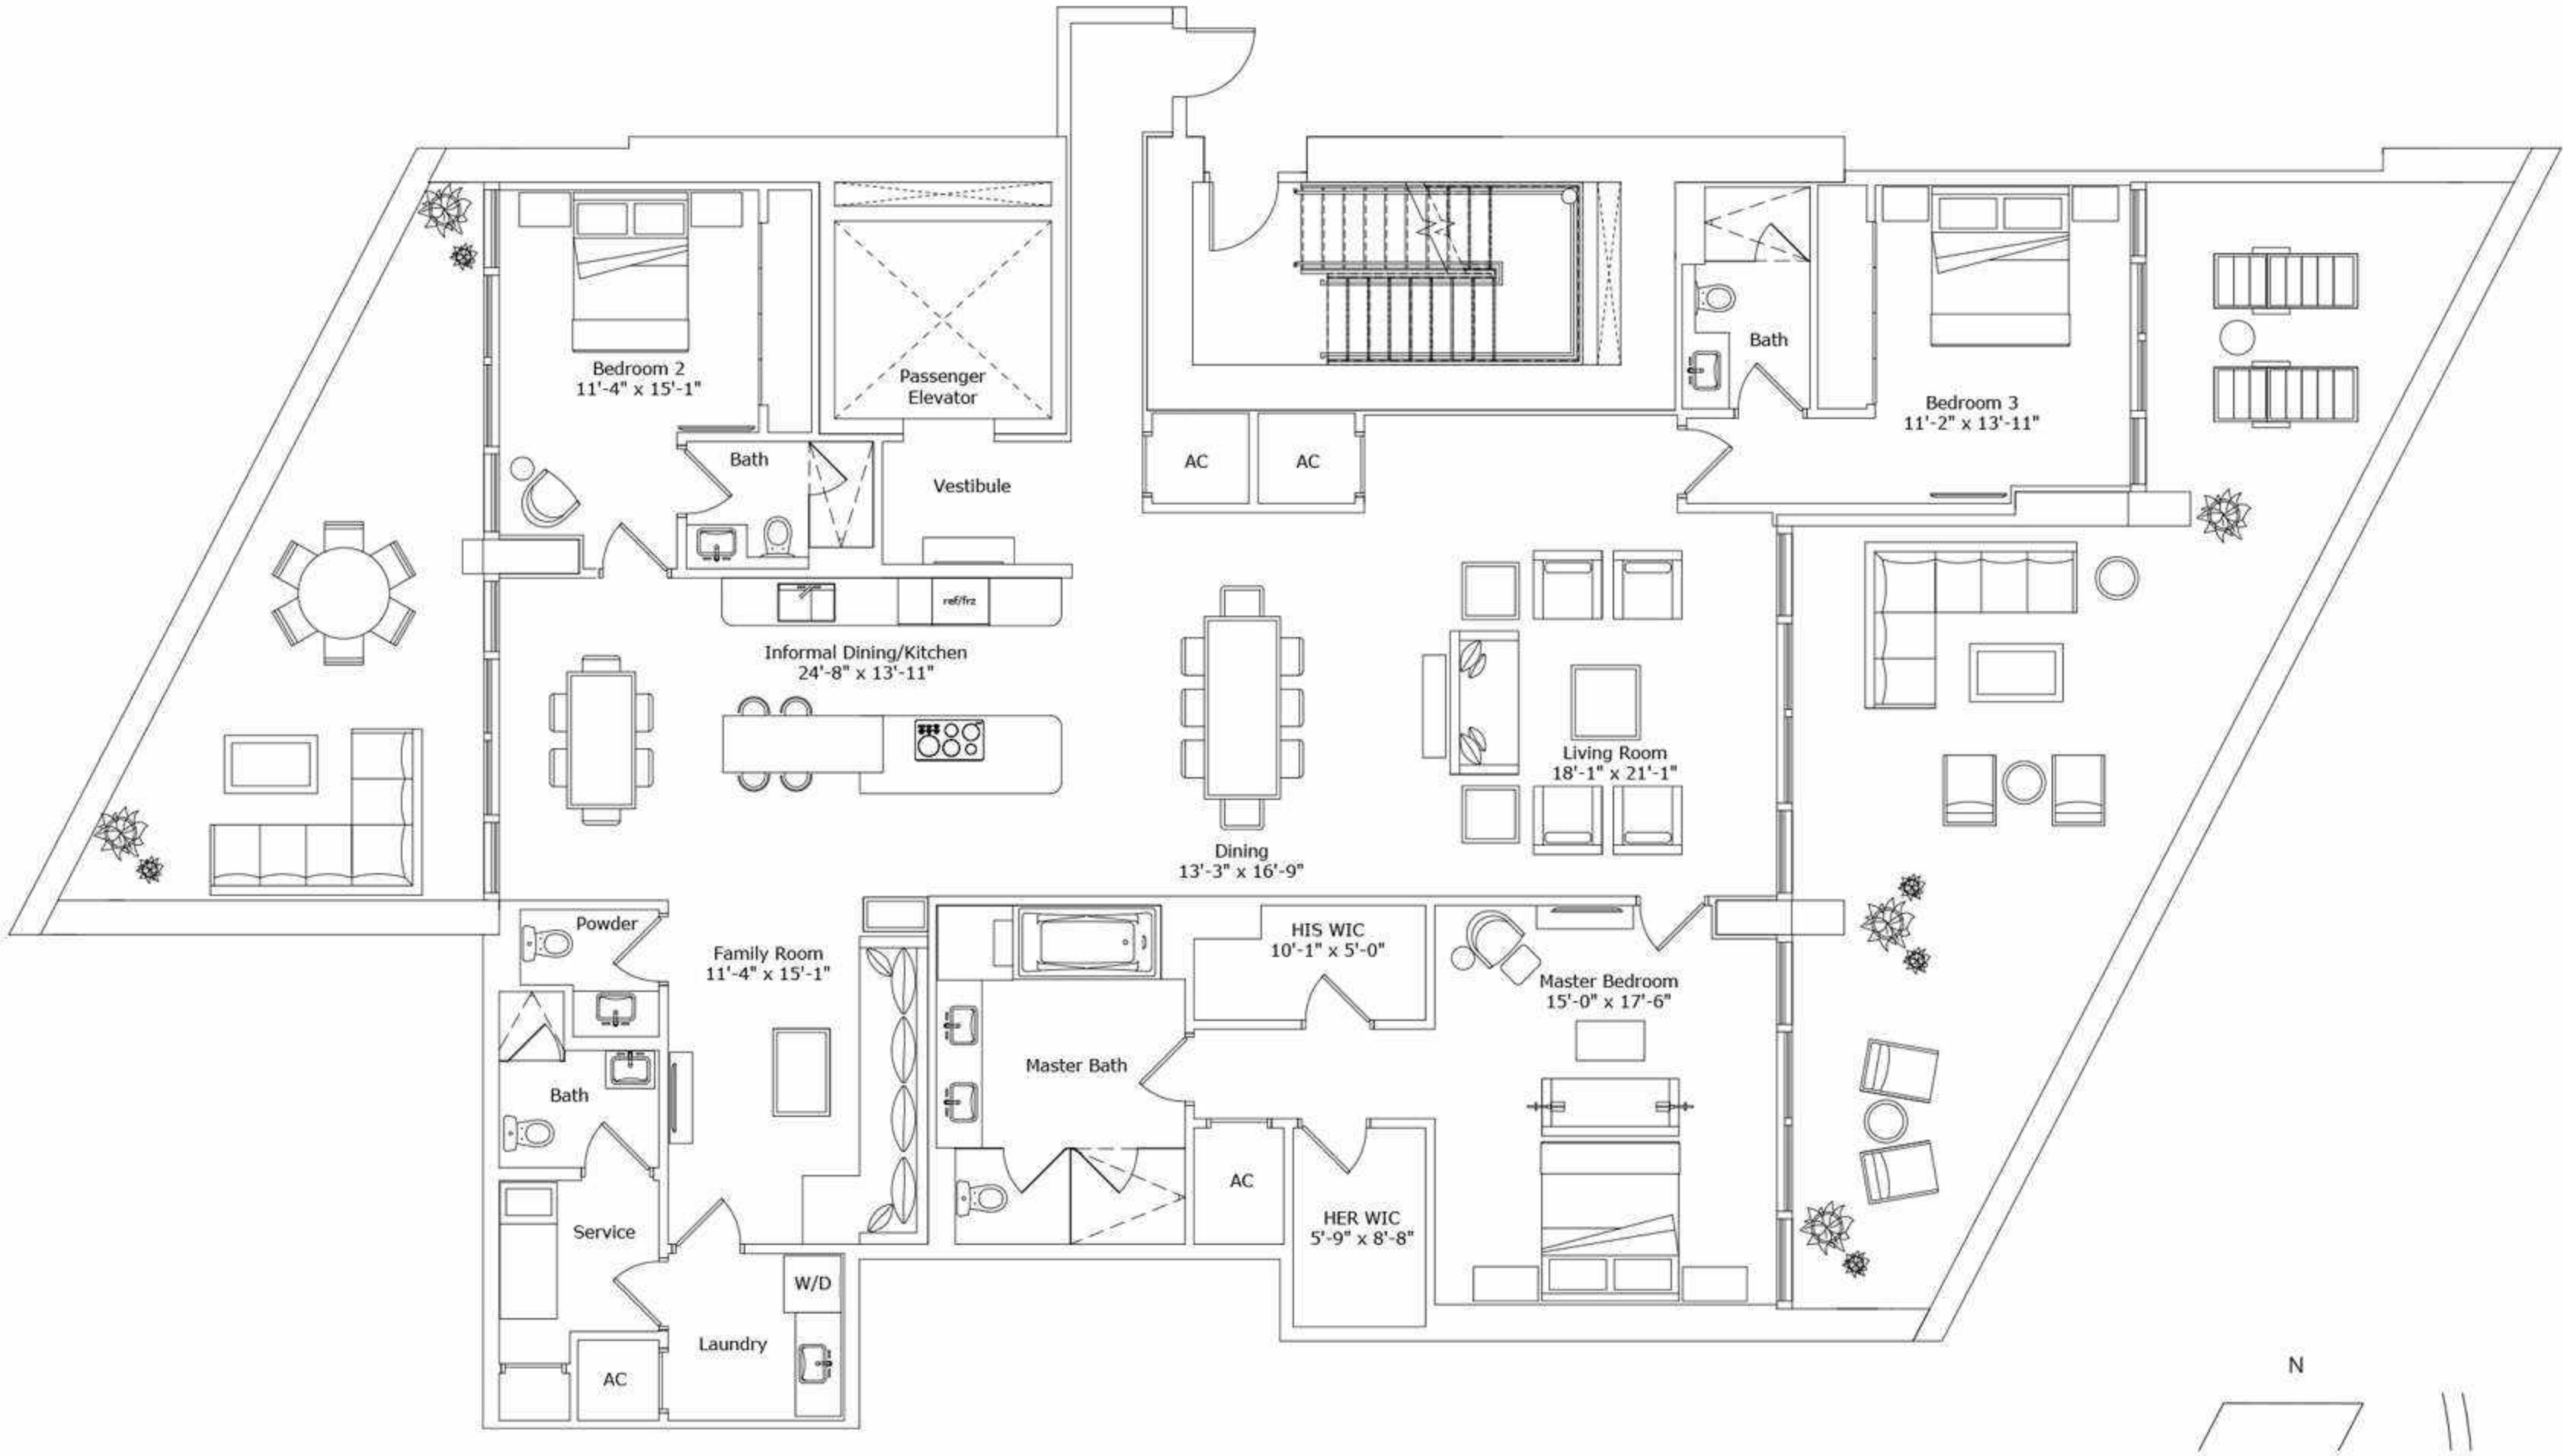 Bedroom 2
11'-4" x 15'-1"
Passenger
Elevator
Bath
Vestibule
AC
AC
Bath
Bedroom 3
11'-2" x 13'-11"
ref/frz
Informal Dining/Kitchen
24'-8" x 13'-11"
Living Room
18'-1" x 21'-1"
Dining
13'-3" x 16'-9"
Powder
Family Room
11'-4" x 15'-1"
HIS WIC
10'-1" x 5'-0"
Master Bedroom
15'-0" x 17'-6"
Master Bath
Bath
AC
HER WIC
5'-9" x 8'-8"
Service
W/D
Laundry
AC
N